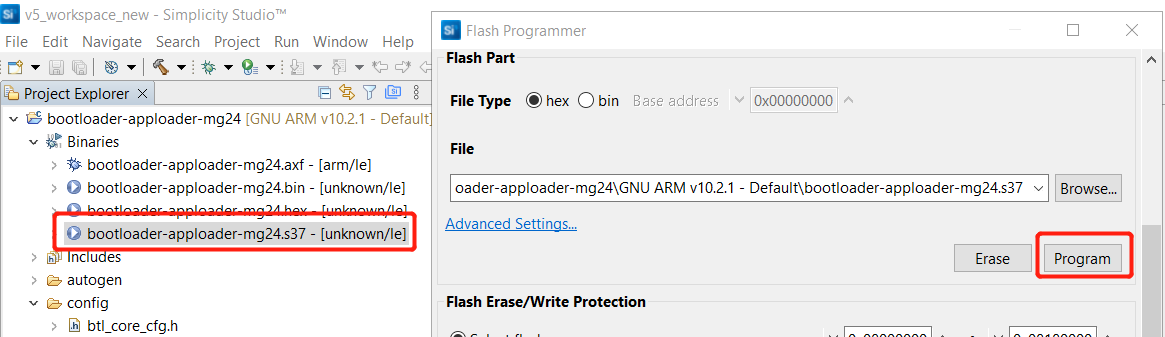 v5_workspace_new - Simplicity Studio™
File Edit Navigate Search Project Run Window Help
Project Explorer
bootloader-apploader-mg24 [GNU ARM v10.2.1 - Default]
Binaries
bootloader-apploader-mg24.axf - [arm/le]
bootloader-apploader-mg24.bin - [unknown/le]
bootloader-apploader-mg24.hex - [unknown/le]
bootloader-apploader-mg24.s37 - [unknown/le]
Includes
autogen
config
btl_core_cfg.h
Flash Programmer
Flash Part
File Type hex bin Base address 0x00000000
File
oader-apploader-mg24\GNU ARM v10.2.1 - Default\bootloader-apploader-mg24.s37 Browse...
Advanced Settings...
Erase Program
Flash Erase/Write Protection